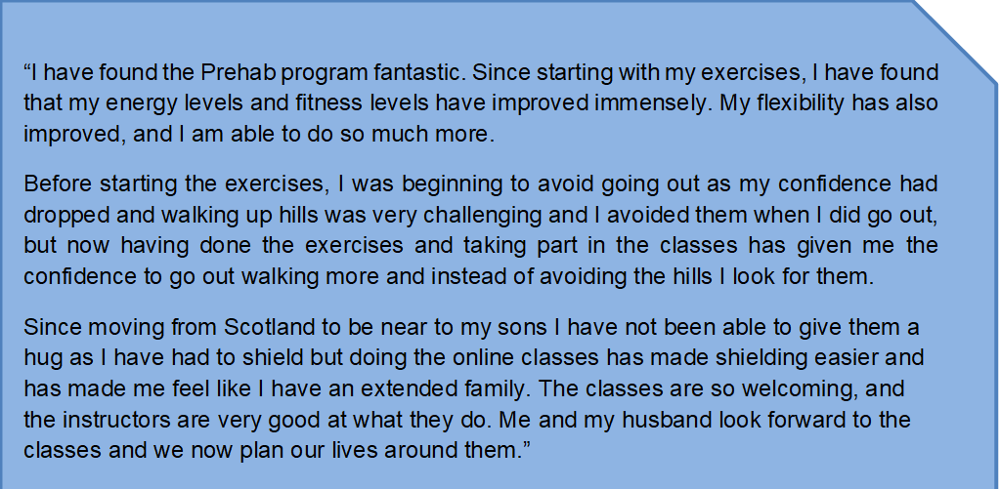 “I have found the Prehab program fantastic. Since starting with my exercises, I have found
that my energy levels and fitness levels have improved immensely. My flexibility has also
improved, and I am able to do so much more.
Before starting the exercises, I was beginning to avoid going out as my confidence had
dropped and walking up hills was very challenging and I avoided them when I did go out,
but now having done the exercises and taking part in the classes has given me the
confidence to go out walking more and instead of avoiding the hills I look for them.
Since moving from Scotland to be near to my sons I have not been able to give them a
hug as I have had to shield but doing the online classes has made shielding easier and
has made me feel like I have an extended family. The classes are so welcoming, and
the instructors are very good at what they do. Me and my husband look forward to the
classes and we now plan our lives around them.”